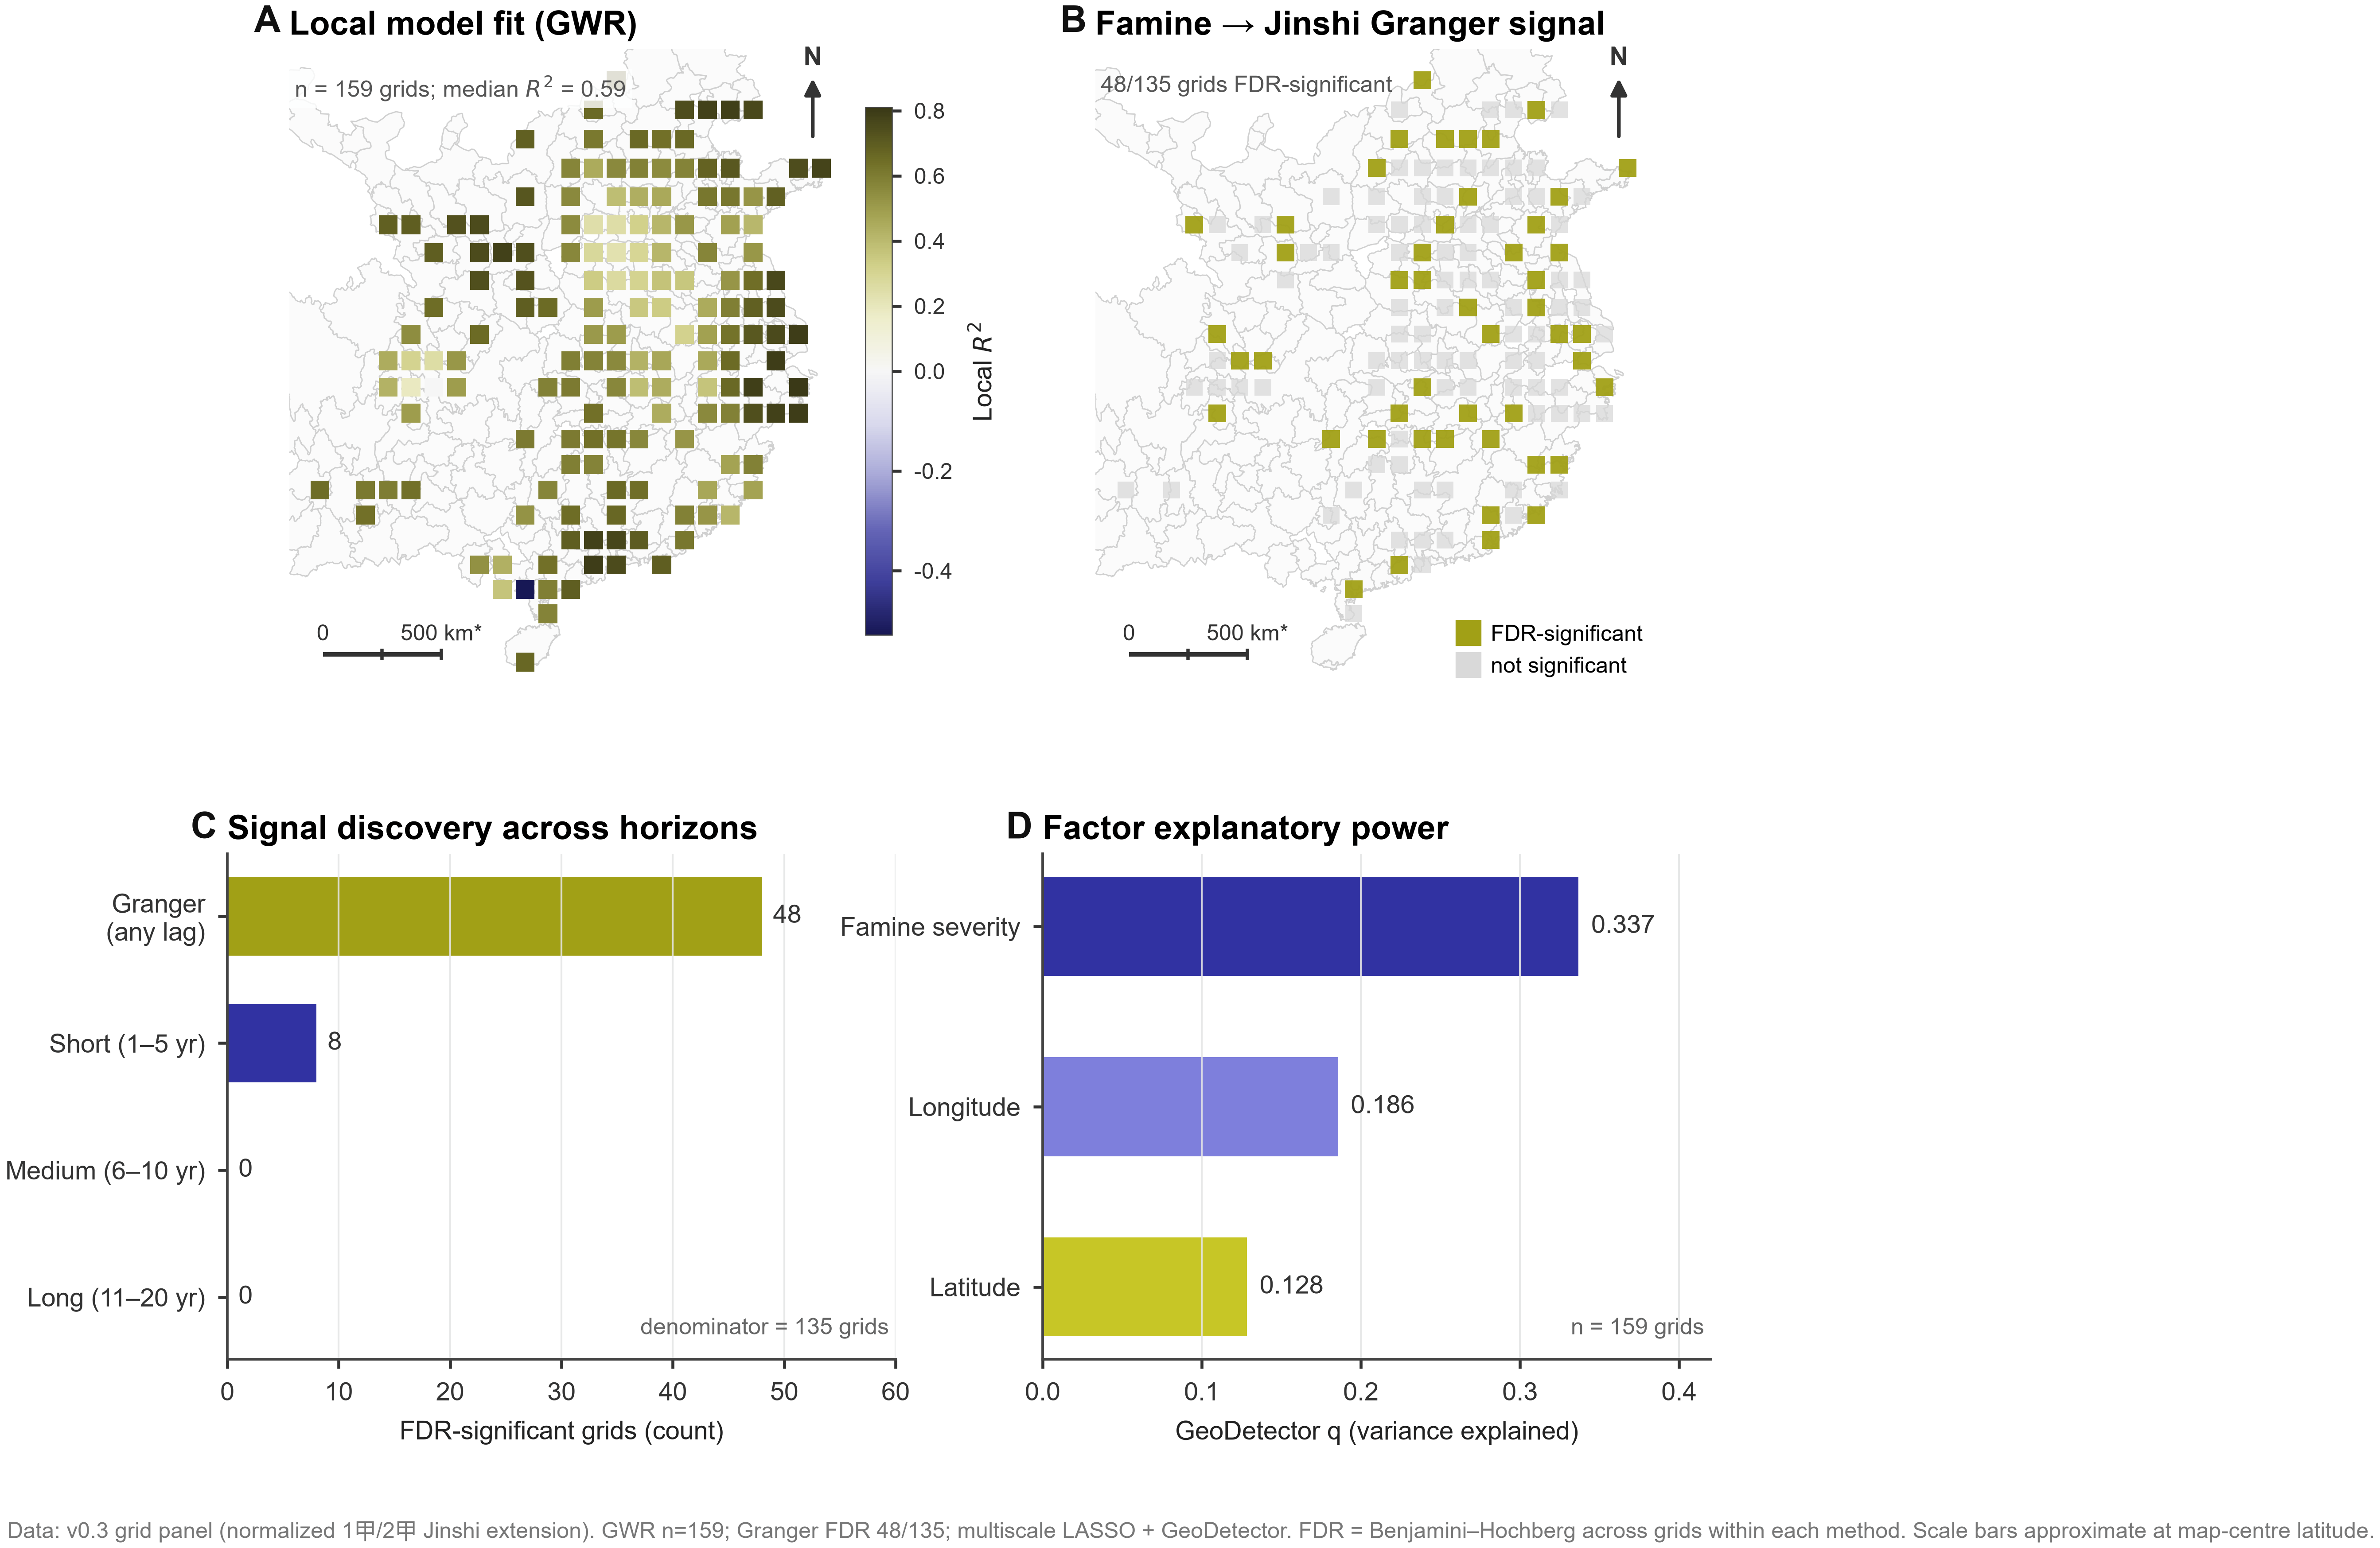 A Local model fit (GWR)
n = 159 grids; median R² = 0.59
N
0.8
0.6
0.4
0.2
0.0
-0.2
-0.4
Local R²
0 500 km*
B Famine → Jinshi Granger signal
48/135 grids FDR-significant
N
0 500 km*
FDR-significant
not significant
C Signal discovery across horizons
Granger
(any lag)
48
Short (1–5 yr)
8
Medium (6–10 yr)
0
Long (11–20 yr)
0
denominator = 135 grids
0 10 20 30 40 50 60
FDR-significant grids (count)
D Factor explanatory power
Famine severity
0.337
Longitude
0.186
Latitude
0.128
n = 159 grids
0.0 0.1 0.2 0.3 0.4
GeoDetector q (variance explained)
Data: v0.3 grid panel (normalized 1甲/2甲 Jinshi extension). GWR n=159; Granger FDR 48/135; multiscale LASSO + GeoDetector. FDR = Benjamini–Hochberg across grids within each method. Scale bars approximate at map-centre latitude.